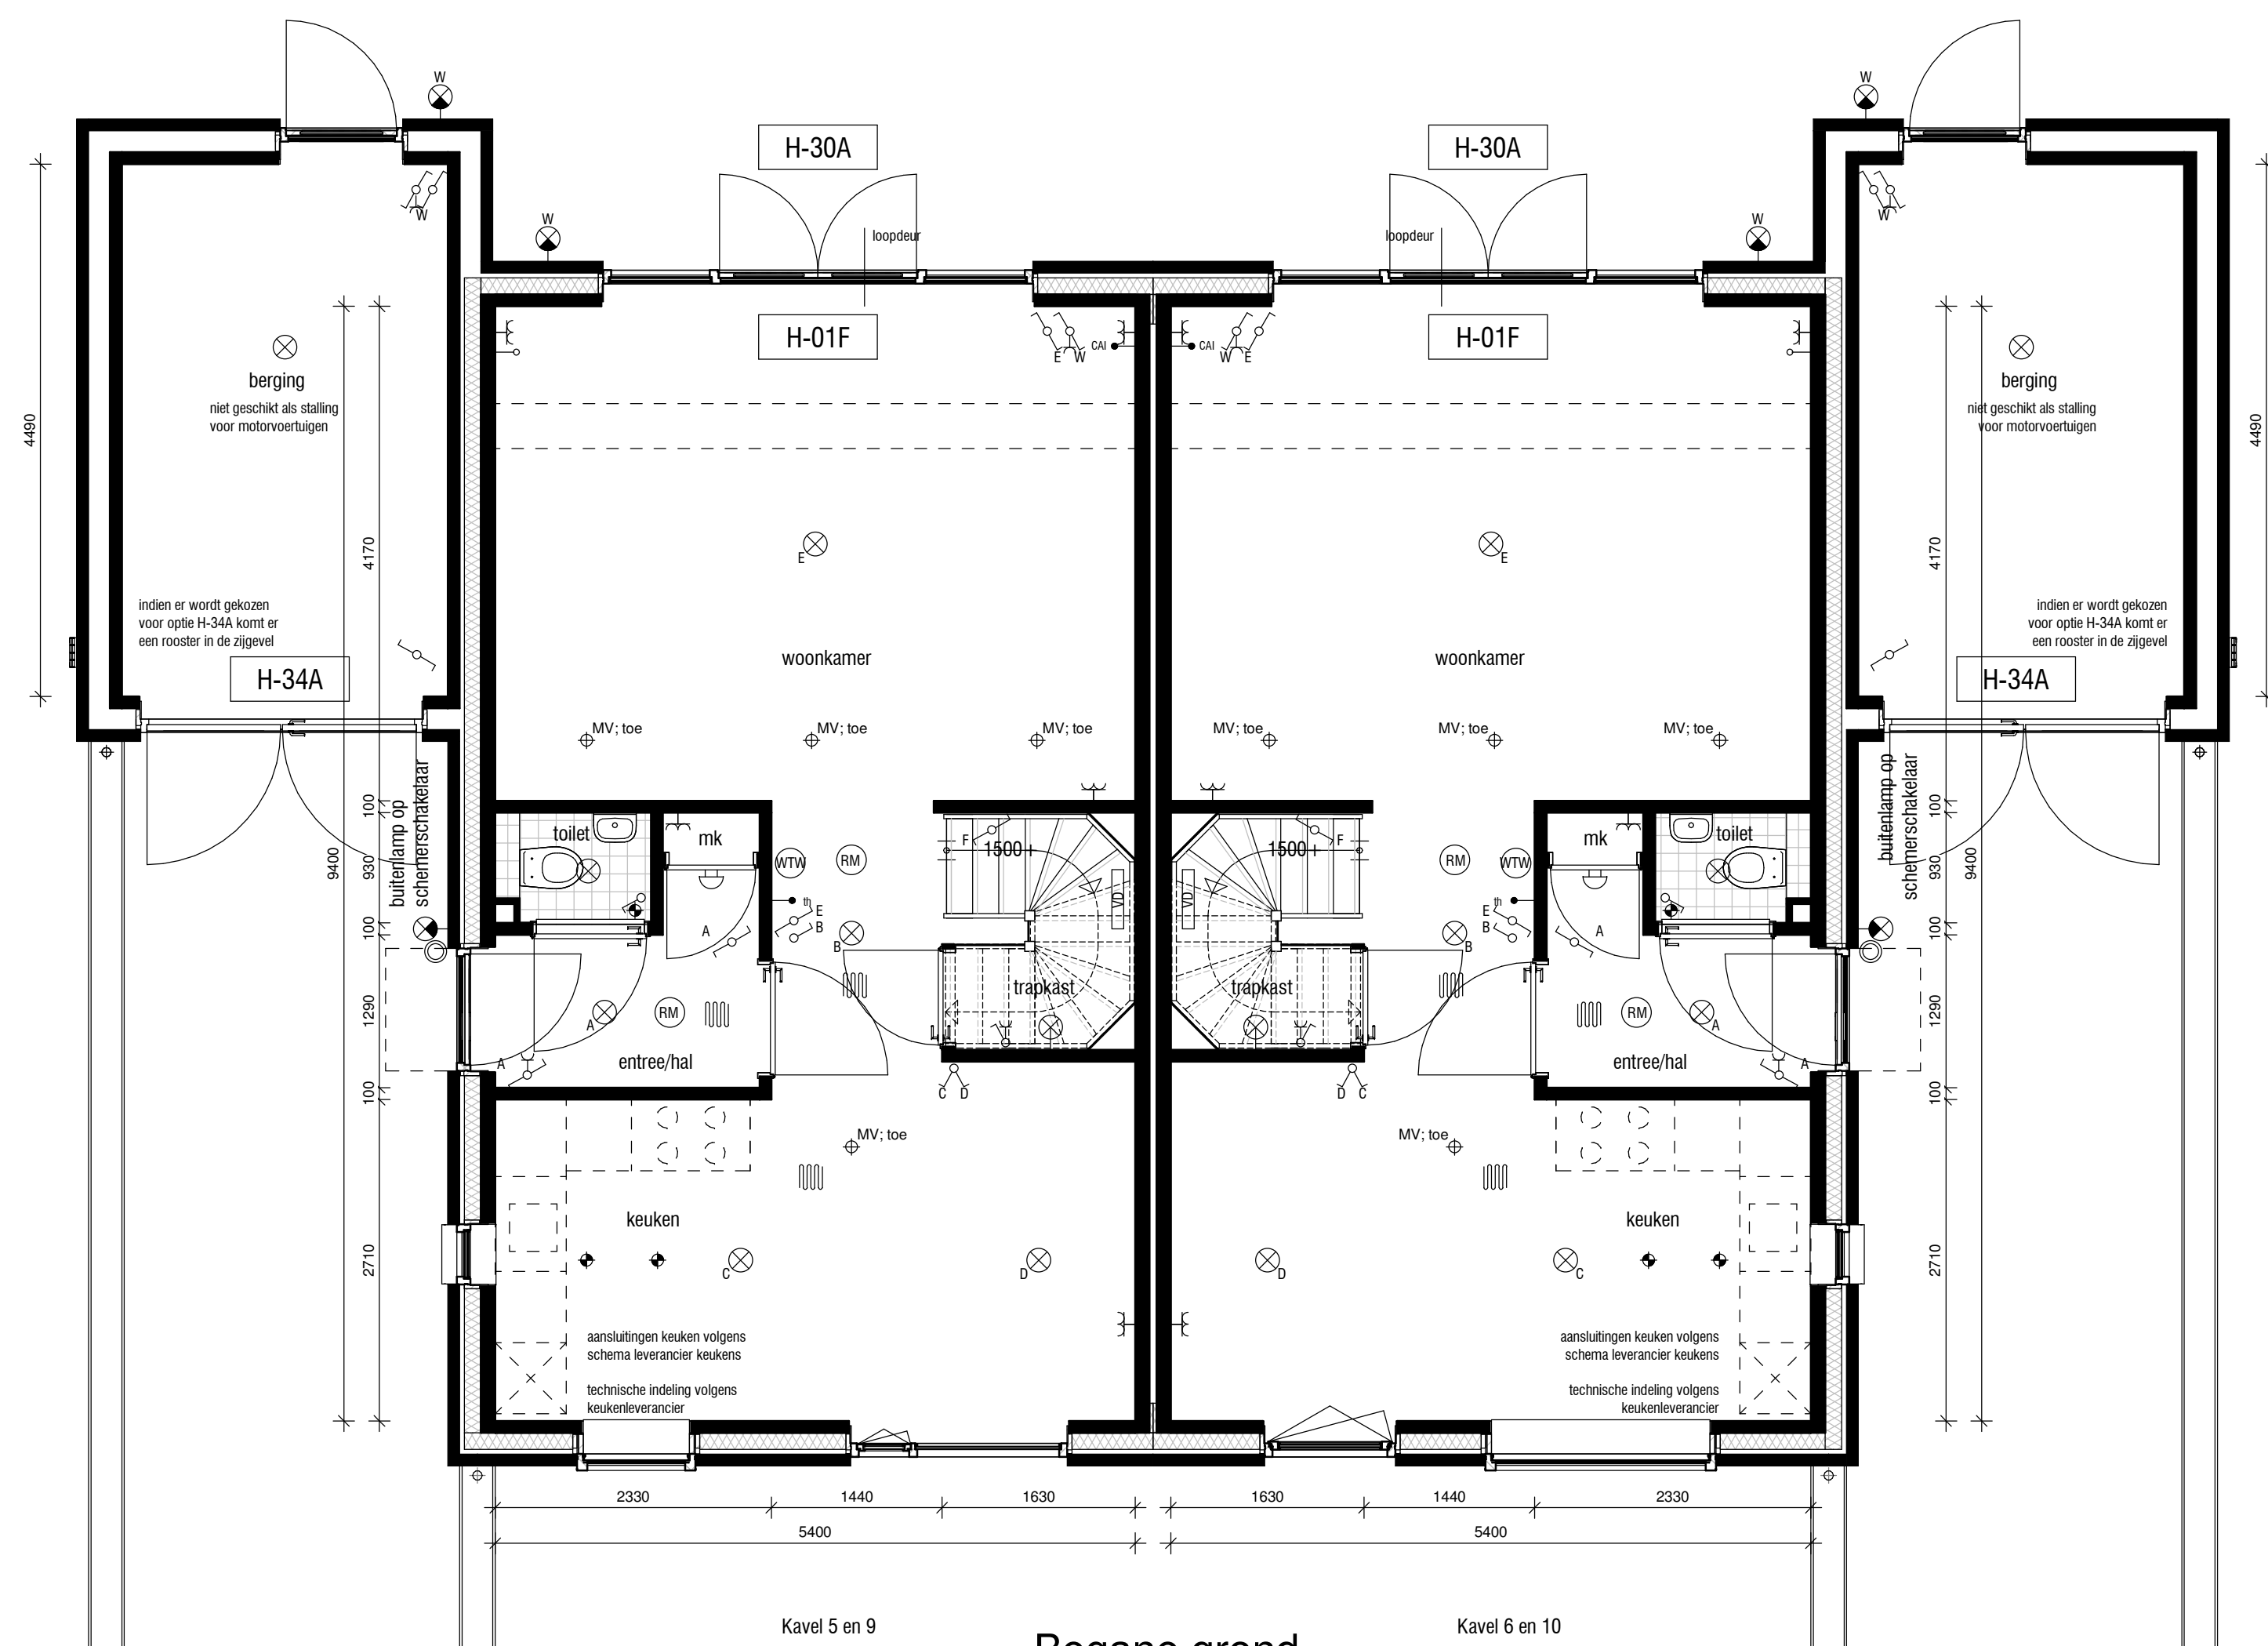 W
W
H-30A
H-30A
W
loopdeur
loopdeur
W
W
W
H-01F
H-01F
E W CAI
CAI W E
berging
niet geschikt als stalling
voor motorvoertuigen
berging
niet geschikt als stalling
voor motorvoertuigen
4490
4490
4170
4170
E
E
indien er wordt gekozen
voor optie H-34A komt er
een rooster in de zijgevel
indien er wordt gekozen
voor optie H-34A komt er
een rooster in de zijgevel
H-34A
H-34A
woonkamer
woonkamer
MV; toe
MV; toe
MV; toe
MV; toe
MV; toe
MV; toe
buitenlamp op
schemerschakelaar
buitenlamp op
schemerschakelaar
100
9400
930
100
1290
100
2710
100
930
9400
100
1290
100
2710
toilet
mk
WTW
RM
F
1500+
VD
1500+
F
VD
RM
WTW
mk
toilet
A
th
E
B
B
A
th
E
B
B
trapkast
trapkast
A
RM
A
entree/hal
RM
A
A
entree/hal
C D
D C
MV; toe
MV; toe
keuken
keuken
C
D
D
C
aansluitingen keuken volgens
schema leverancier keukens
technische indeling volgens
keukenleverancier
aansluitingen keuken volgens
schema leverancier keukens
technische indeling volgens
keukenleverancier
2330
1440
1630
1630
1440
2330
5400
5400
Kavel 5 en 9
Kavel 6 en 10
Begane grond